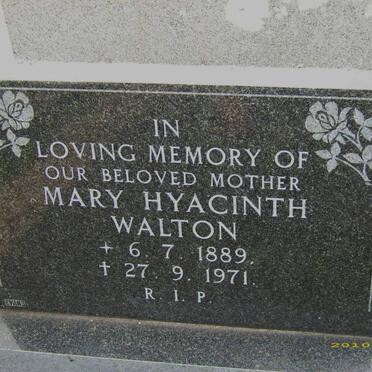 IN
LOVING MEMORY OF
OUR BELOVED MOTHER
MARY HYACINTH
WALTON
+ 6. 7. 1889.
† 27. 9. 1971.
R. I. P.
2010